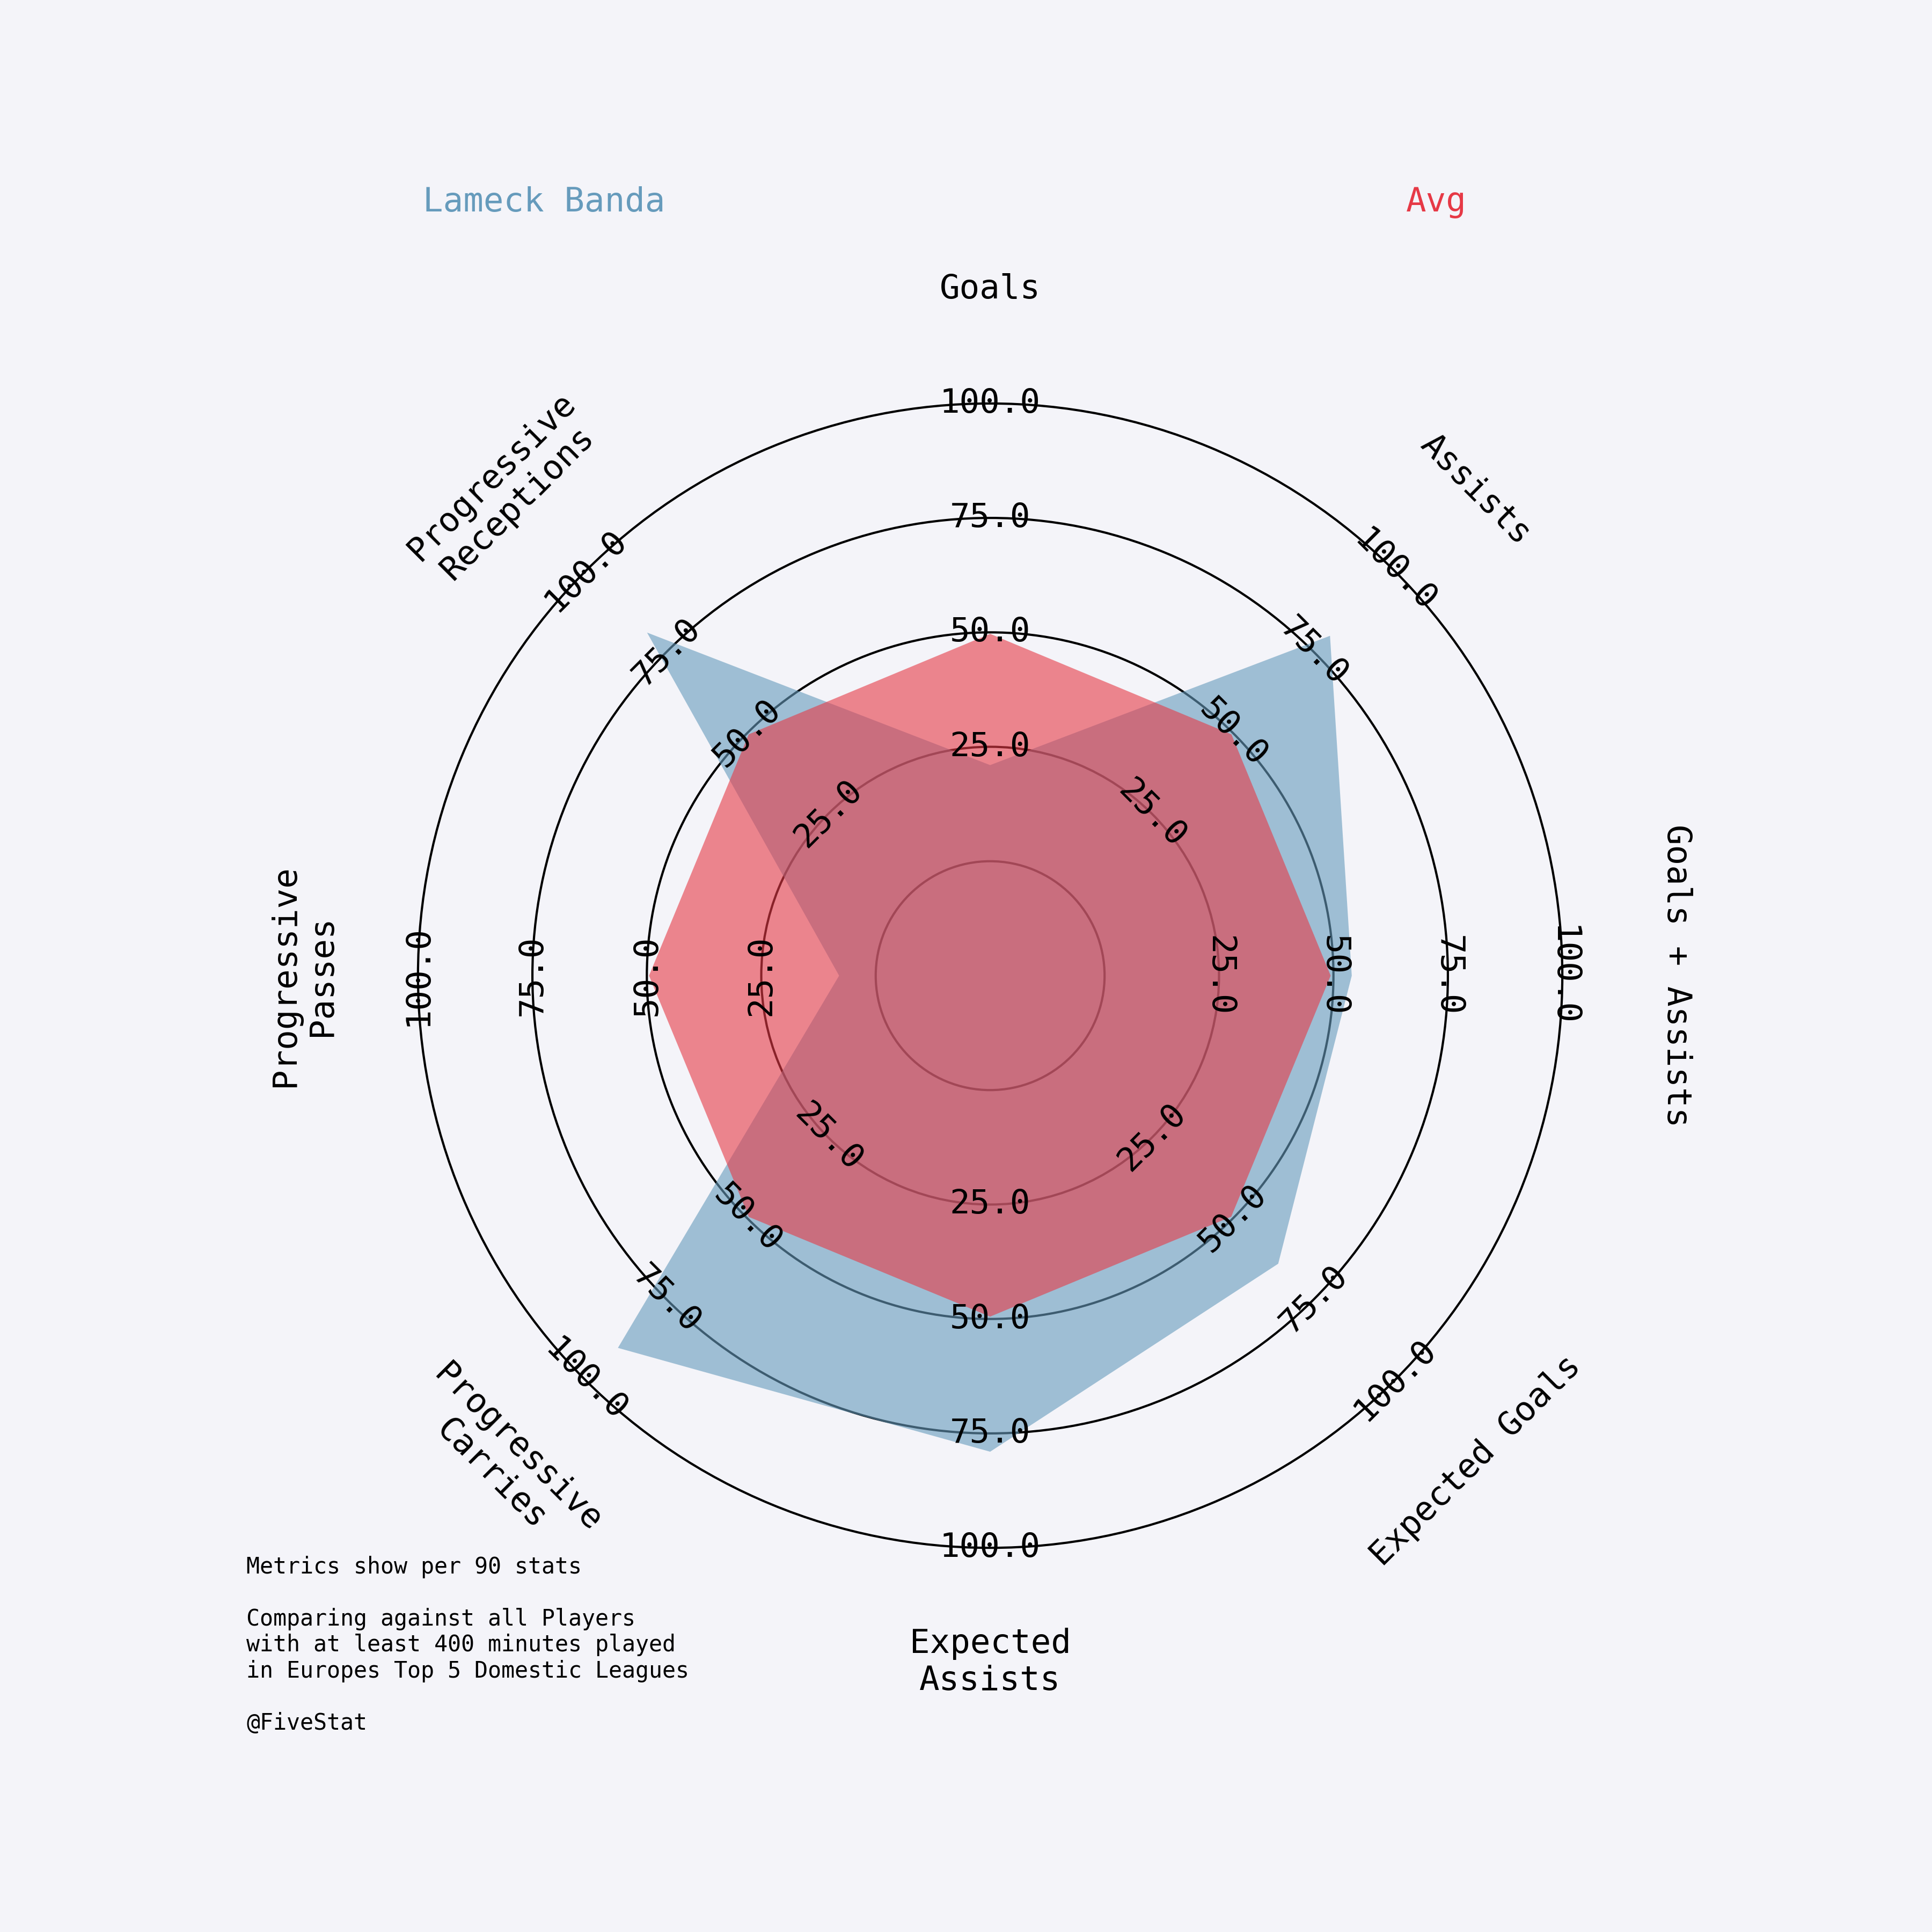 Lameck Banda
Avg
Goals
Assists
Goals + Assists
Expected Goals
Expected
Assists
Progressive
Carries
Progressive
Passes
Progressive
Receptions
25.0
50.0
75.0
100.0
25.0
50.0
75.0
100.0
25.0
50.0
75.0
100.0
25.0
50.0
75.0
100.0
25.0
50.0
75.0
100.0
25.0
50.0
75.0
100.0
25.0
50.0
75.0
100.0
25.0
50.0
75.0
100.0
Metrics show per 90 stats
Comparing against all Players
with at least 400 minutes played
in Europes Top 5 Domestic Leagues
@FiveStat